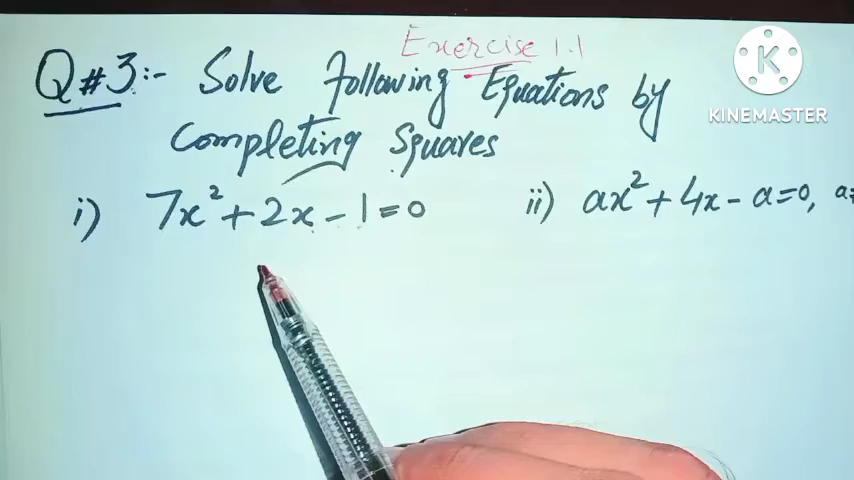 Exercise 1.1
Q#3:- Solve Following Equations by
Completing Squares
i) 7x² + 2x - 1 = 0 ii) ax² + 4x - a = 0, a
K
KINEMASTER